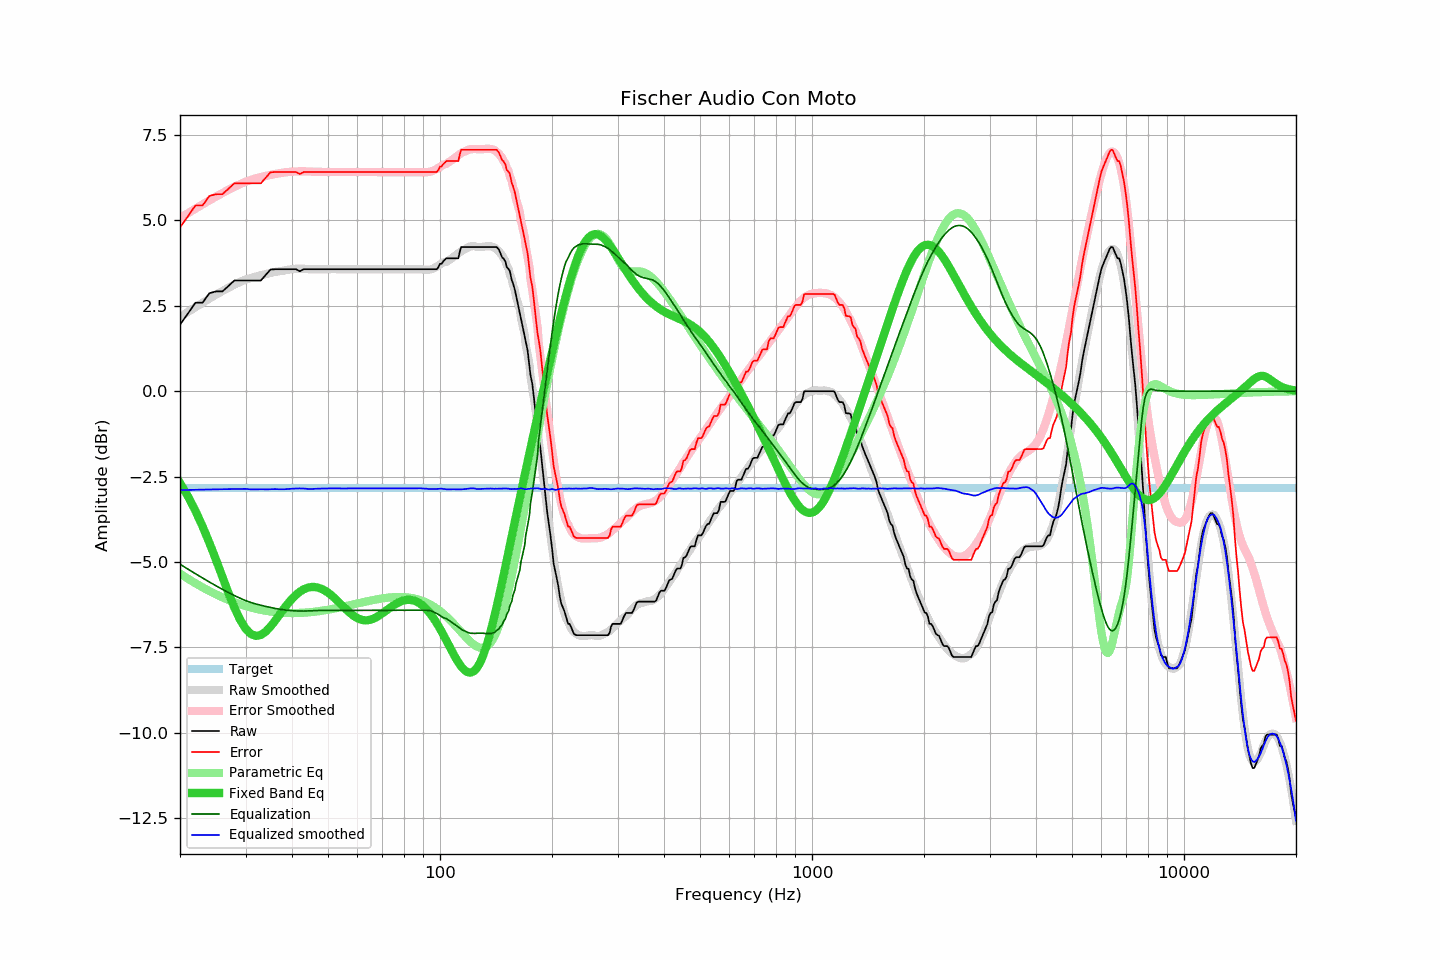 Fischer Audio Con Moto
7.5
5.0
2.5
0.0
−2.5
−5.0
−7.5
−10.0
−12.5
Amplitude (dBr)
Target
Raw Smoothed
Error Smoothed
Raw
Error
Parametric Eq
Fixed Band Eq
Equalization
Equalized smoothed
100
1000
10000
Frequency (Hz)